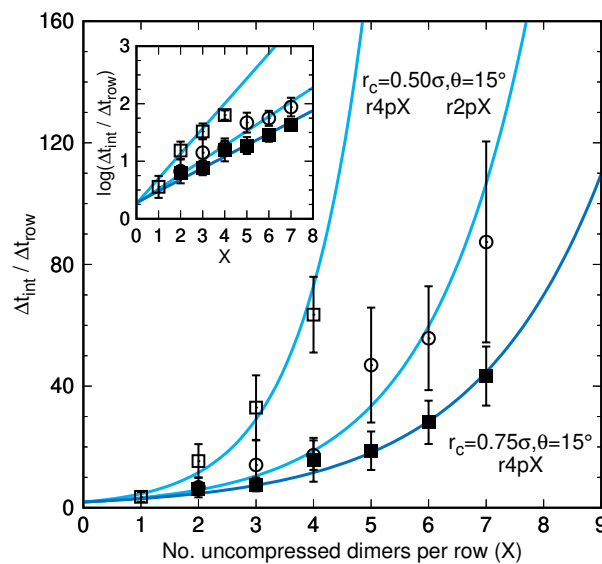 160
120
80
40
0
Δt_int / Δt_row
0 1 2 3 4 5 6 7 8 9
No. uncompressed dimers per row (X)
3
2
1
0
log(Δt_int / Δt_row)
0 1 2 3 4 5 6 7 8
X
r_c=0.50σ,θ=15°
r4pX r2pX
r_c=0.75σ,θ=15°
r4pX